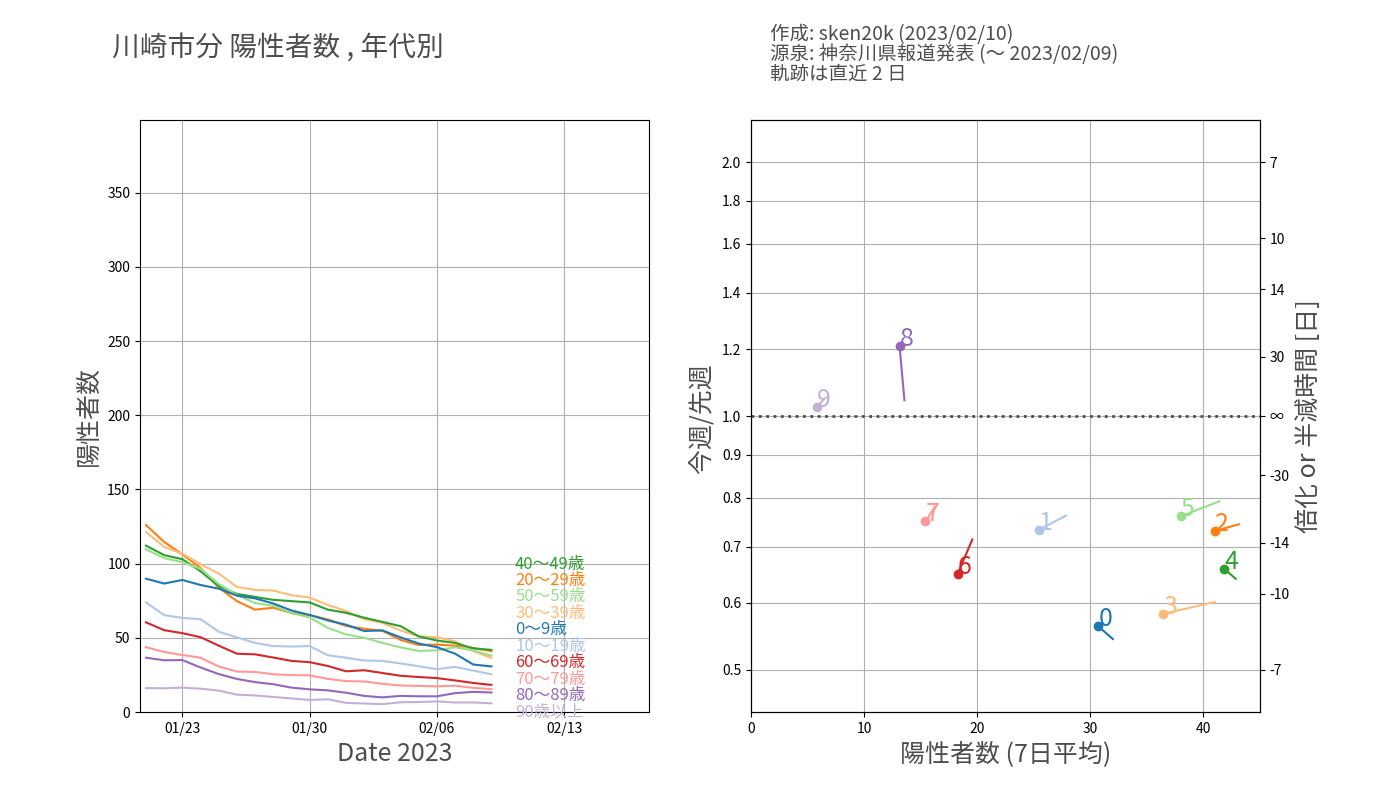 川崎市分 陽性者数 , 年代別
作成: sken20k (2023/02/10)
源泉: 神奈川県報道発表 (～ 2023/02/09)
軌跡は直近 2 日
陽性者数
350
300
250
200
150
100
50
0
01/23
01/30
02/06
02/13
Date 2023
40～49歳
20～29歳
50～59歳
30～39歳
0～9歳
10～19歳
60～69歳
70～79歳
80～89歳
90歳以上
今週/先週
2.0
1.8
1.6
1.4
1.2
1.0
0.9
0.8
0.7
0.6
0.5
8
9
5
7
1
2
6
4
3
0
0
10
20
30
40
陽性者数 (7日平均)
7
10
14
30
∞
-30
-14
-10
-7
倍化 or 半減時間 [日]